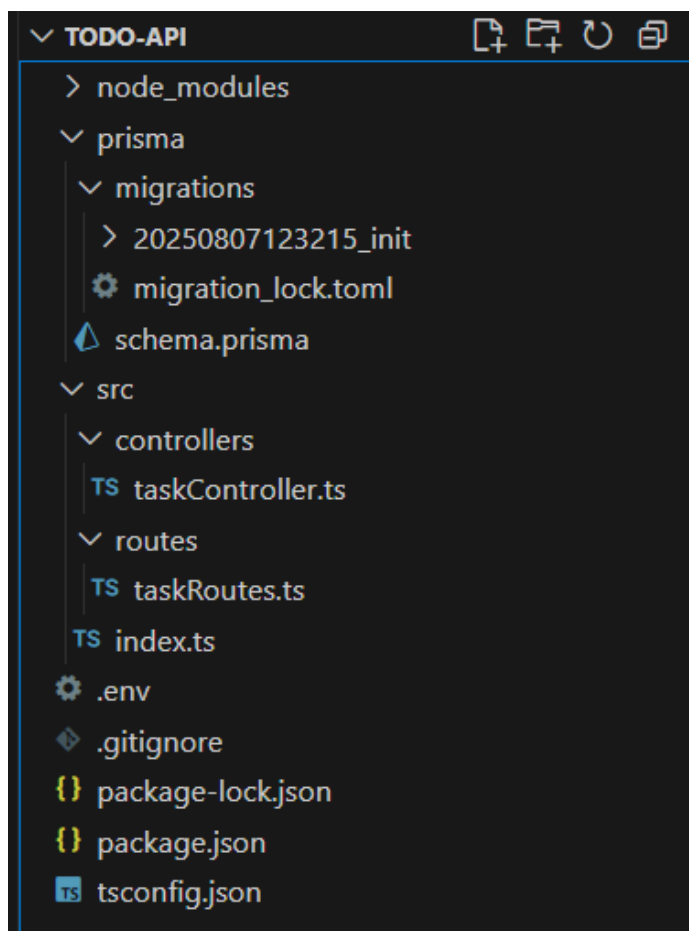 TODO-API
node_modules
prisma
migrations
20250807123215_init
migration_lock.toml
schema.prisma
src
controllers
TS taskController.ts
routes
TS taskRoutes.ts
TS index.ts
.env
.gitignore
{} package-lock.json
{} package.json
TS tsconfig.json